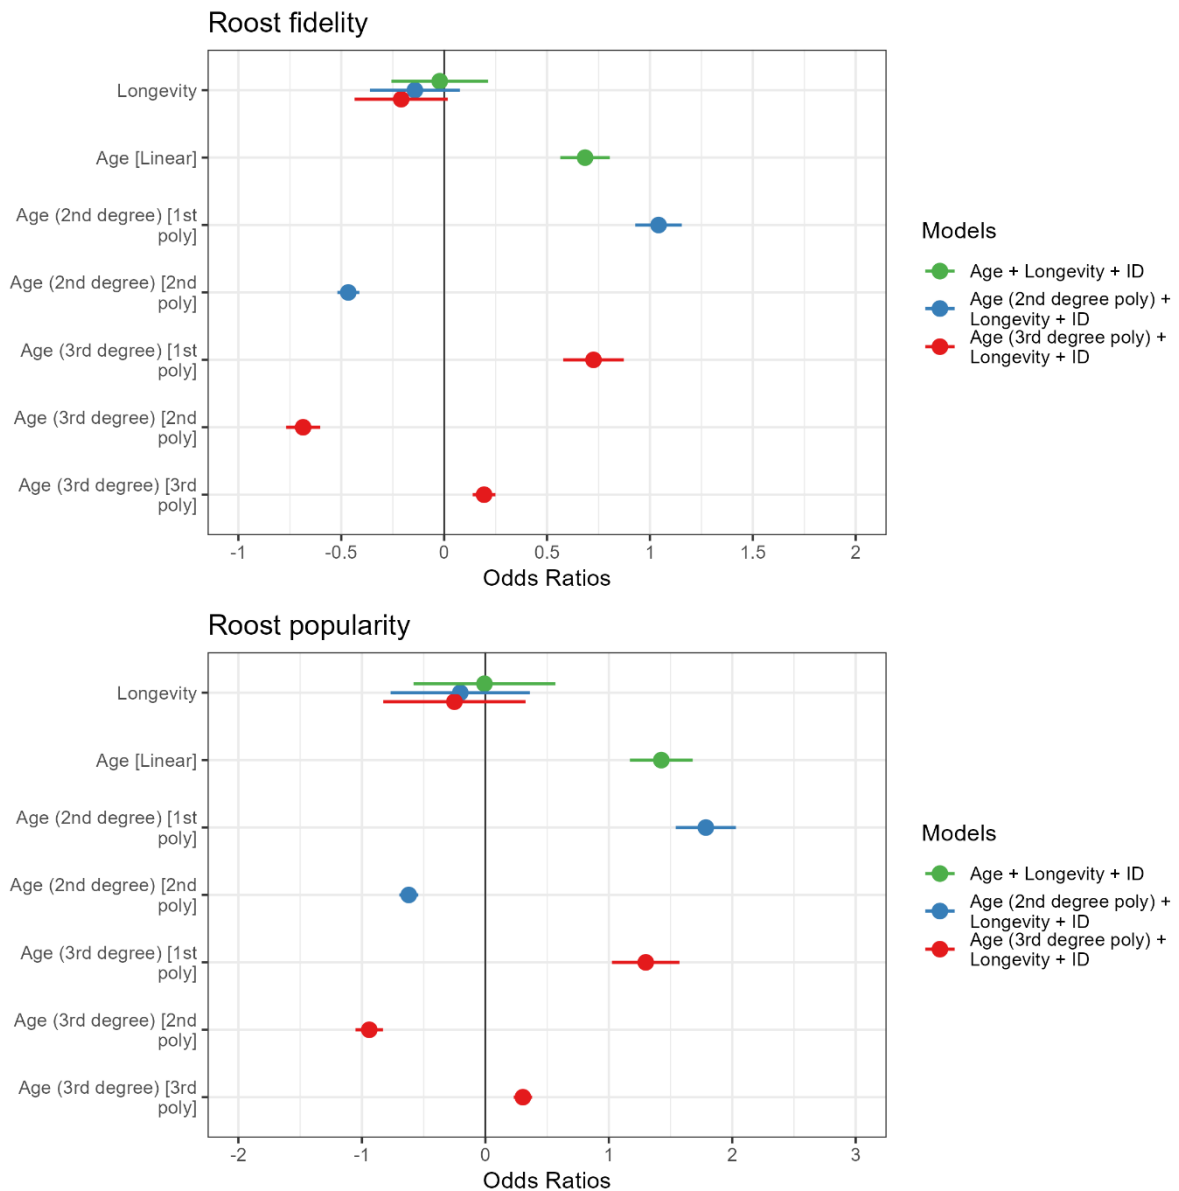 Roost fidelity
Longevity
Age [Linear]
Age (2nd degree) [1st
poly]
Age (2nd degree) [2nd
poly]
Age (3rd degree) [1st
poly]
Age (3rd degree) [2nd
poly]
Age (3rd degree) [3rd
poly]
-1 -0.5 0 0.5 1 1.5 2
Odds Ratios
Models
Age + Longevity + ID
Age (2nd degree poly) +
Longevity + ID
Age (3rd degree poly) +
Longevity + ID
Roost popularity
Longevity
Age [Linear]
Age (2nd degree) [1st
poly]
Age (2nd degree) [2nd
poly]
Age (3rd degree) [1st
poly]
Age (3rd degree) [2nd
poly]
Age (3rd degree) [3rd
poly]
-2 -1 0 1 2 3
Odds Ratios
Models
Age + Longevity + ID
Age (2nd degree poly) +
Longevity + ID
Age (3rd degree poly) +
Longevity + ID